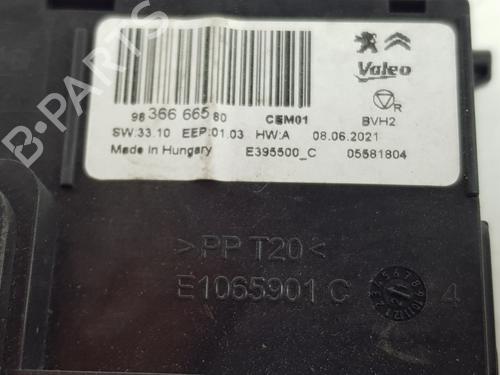 Valeo
98 366 665 80 CEM01 R BVH2
SW:33.10 EEP:01.03 HW:A 08.06.2021
Made in Hungary E395500_C 05581804
>PP T20<
E1065901 C 4
B-PARTS